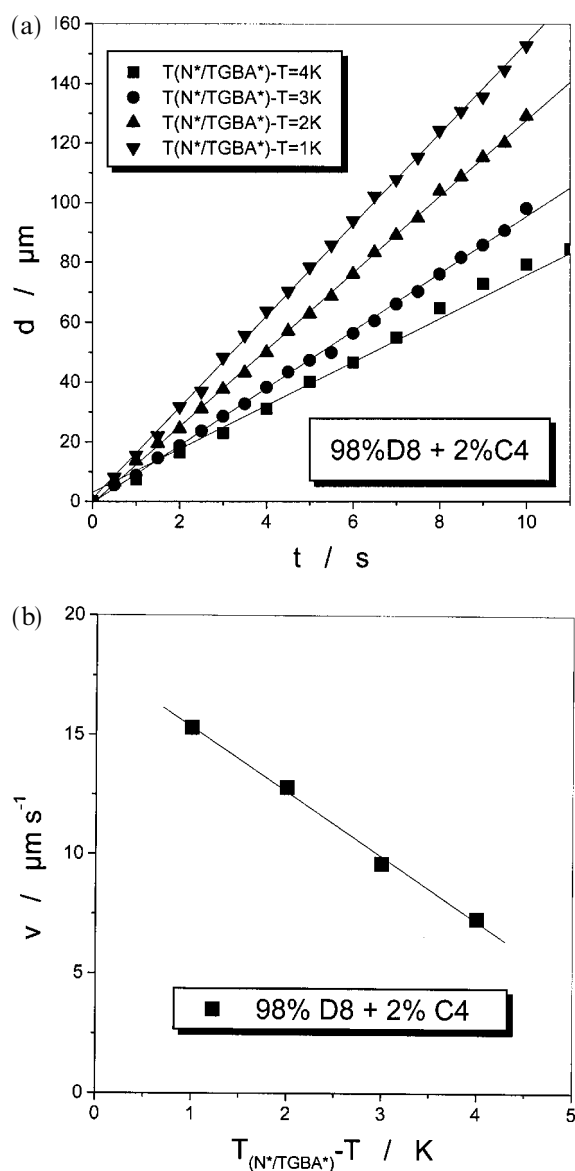 (a)
160
140
120
100
80
60
40
20
0
T(N*/TGBA*)-T=4K
T(N*/TGBA*)-T=3K
T(N*/TGBA*)-T=2K
T(N*/TGBA*)-T=1K
d / µm
98%D8 + 2%C4
0 2 4 6 8 10
t / s
(b)
20
15
10
5
0
v / µm s⁻¹
98% D8 + 2% C4
0 1 2 3 4 5
T(N*/TGBA*)-T / K